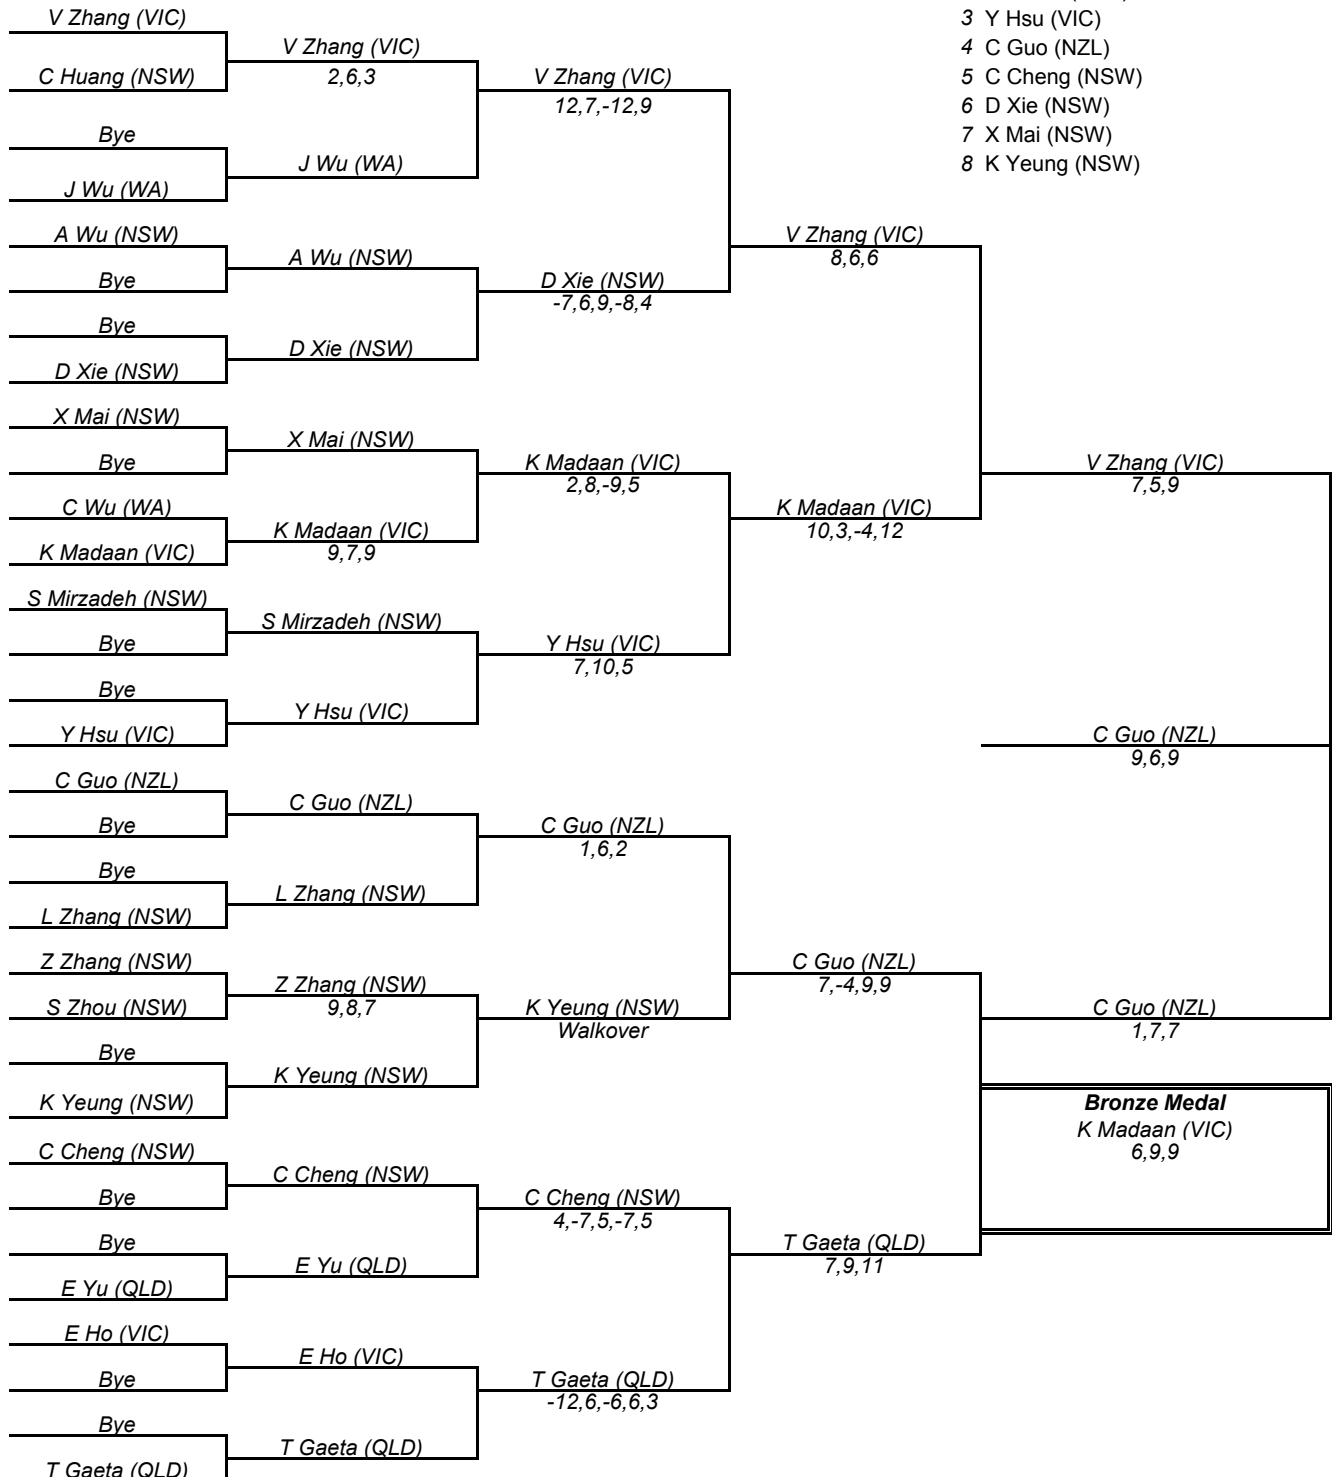 V Zhang (VIC)
C Huang (NSW)
Bye
J Wu (WA)
A Wu (NSW)
Bye
Bye
D Xie (NSW)
X Mai (NSW)
Bye
C Wu (WA)
K Madaan (VIC)
S Mirzadeh (NSW)
Bye
Bye
Y Hsu (VIC)
C Guo (NZL)
Bye
Bye
L Zhang (NSW)
Z Zhang (NSW)
S Zhou (NSW)
Bye
K Yeung (NSW)
C Cheng (NSW)
Bye
Bye
E Yu (QLD)
E Ho (VIC)
Bye
Bye
T Gaeta (QLD)
V Zhang (VIC)
2,6,3
J Wu (WA)
A Wu (NSW)
D Xie (NSW)
X Mai (NSW)
K Madaan (VIC)
9,7,9
S Mirzadeh (NSW)
Y Hsu (VIC)
C Guo (NZL)
L Zhang (NSW)
Z Zhang (NSW)
9,8,7
K Yeung (NSW)
C Cheng (NSW)
E Yu (QLD)
E Ho (VIC)
T Gaeta (QLD)
V Zhang (VIC)
12,7,-12,9
D Xie (NSW)
-7,6,9,-8,4
K Madaan (VIC)
2,8,-9,5
Y Hsu (VIC)
7,10,5
C Guo (NZL)
1,6,2
K Yeung (NSW)
Walkover
C Cheng (NSW)
4,-7,5,-7,5
T Gaeta (QLD)
-12,6,-6,6,3
V Zhang (VIC)
8,6,6
K Madaan (VIC)
10,3,-4,12
C Guo (NZL)
7,-4,9,9
T Gaeta (QLD)
7,9,11
3 Y Hsu (VIC)
4 C Guo (NZL)
5 C Cheng (NSW)
6 D Xie (NSW)
7 X Mai (NSW)
8 K Yeung (NSW)
V Zhang (VIC)
7,5,9
C Guo (NZL)
9,6,9
C Guo (NZL)
1,7,7
Bronze Medal
K Madaan (VIC)
6,9,9